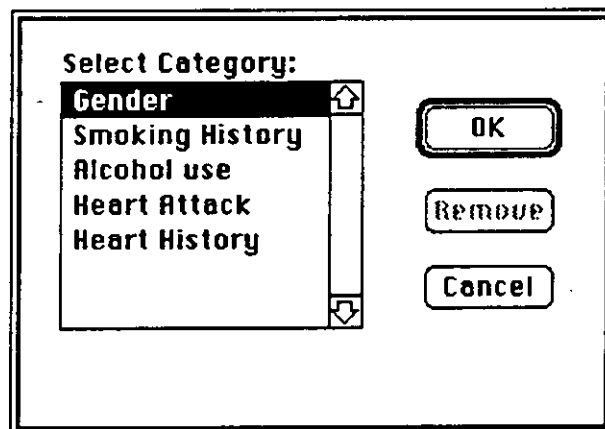 Select Category:
Gender
Smoking History
Alcohol use
Heart Attack
Heart History
OK
Remove
Cancel